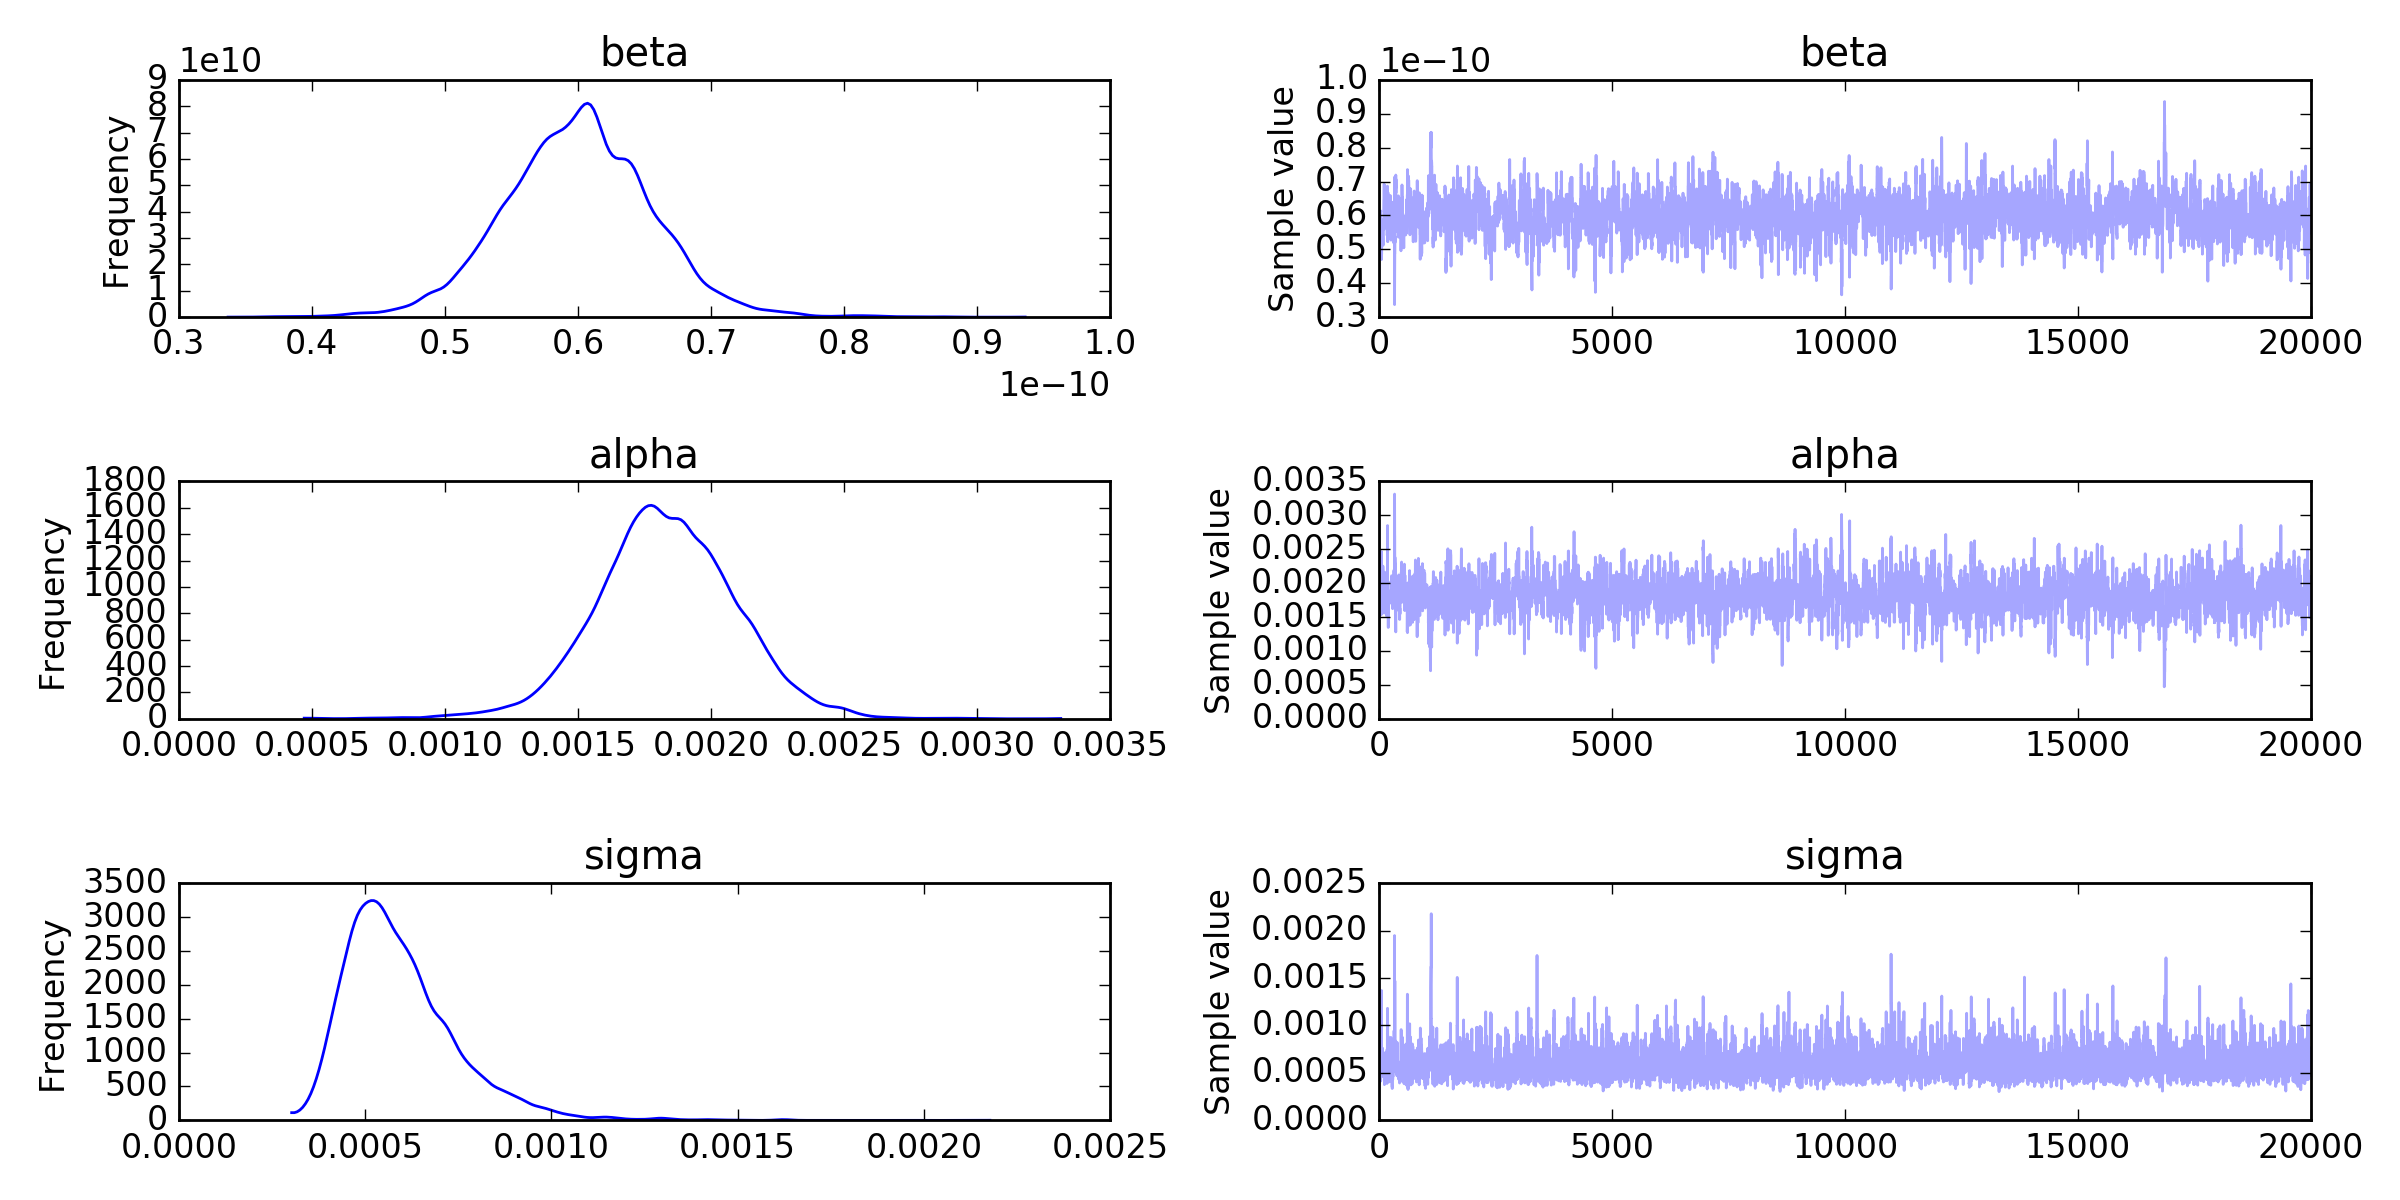 beta
1e10
9
8
7
6
5
4
3
2
1
0
Frequency
0.3 0.4 0.5 0.6 0.7 0.8 0.9 1.0
1e−10
beta
1e−10
1.0
0.9
0.8
0.7
0.6
0.5
0.4
0.3
Sample value
0 5000 10000 15000 20000
alpha
1800
1600
1400
1200
1000
800
600
400
200
0
Frequency
0.0000 0.0005 0.0010 0.0015 0.0020 0.0025 0.0030 0.0035
alpha
0.0035
0.0030
0.0025
0.0020
0.0015
0.0010
0.0005
0.0000
Sample value
0 5000 10000 15000 20000
sigma
3500
3000
2500
2000
1500
1000
500
0
Frequency
0.0000 0.0005 0.0010 0.0015 0.0020 0.0025
sigma
0.0025
0.0020
0.0015
0.0010
0.0005
0.0000
Sample value
0 5000 10000 15000 20000